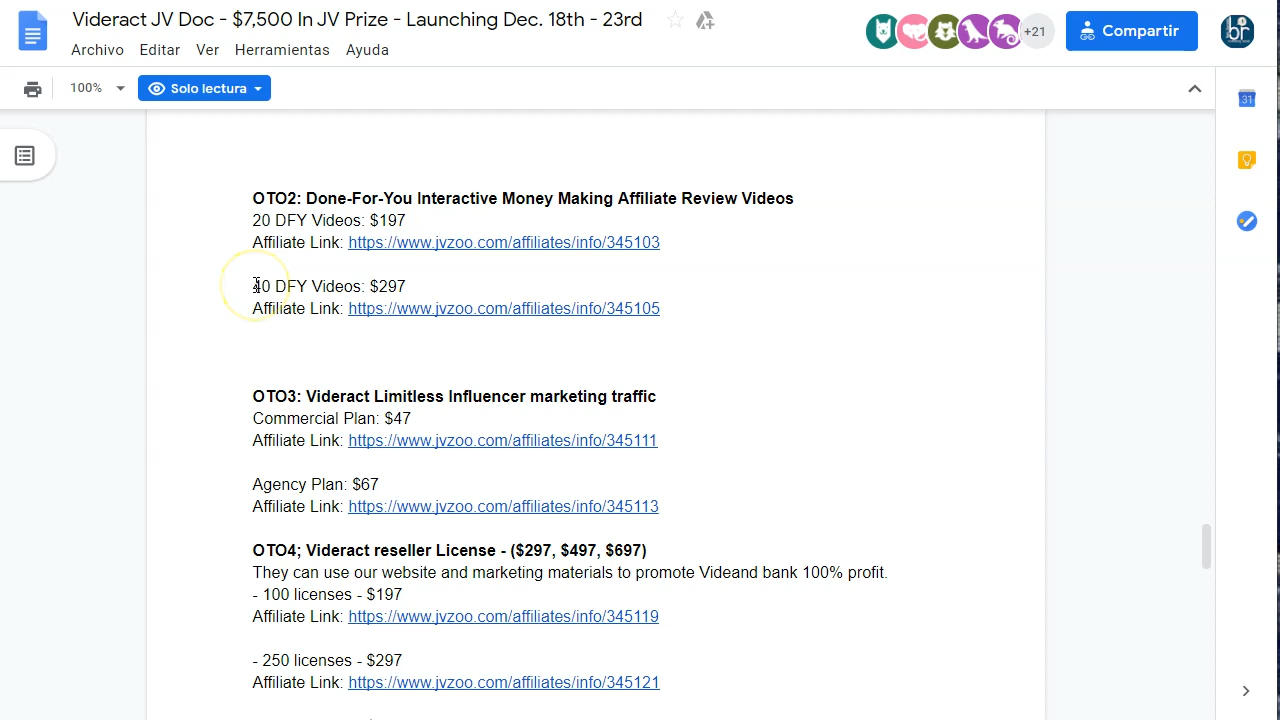 Videract JV Doc - $7,500 In JV Prize - Launching Dec. 18th - 23rd
+21
Compartir
br
Archivo Editar Ver Herramientas Ayuda
100%
Solo lectura
31
OTO2: Done-For-You Interactive Money Making Affiliate Review Videos
20 DFY Videos: $197
Affiliate Link: https://www.jvzoo.com/affiliates/info/345103
40 DFY Videos: $297
Affiliate Link: https://www.jvzoo.com/affiliates/info/345105
OTO3: Videract Limitless Influencer marketing traffic
Commercial Plan: $47
Affiliate Link: https://www.jvzoo.com/affiliates/info/345111
Agency Plan: $67
Affiliate Link: https://www.jvzoo.com/affiliates/info/345113
OTO4; Videract reseller License - ($297, $497, $697)
They can use our website and marketing materials to promote Videand bank 100% profit.
- 100 licenses - $197
Affiliate Link: https://www.jvzoo.com/affiliates/info/345119
- 250 licenses - $297
Affiliate Link: https://www.jvzoo.com/affiliates/info/345121